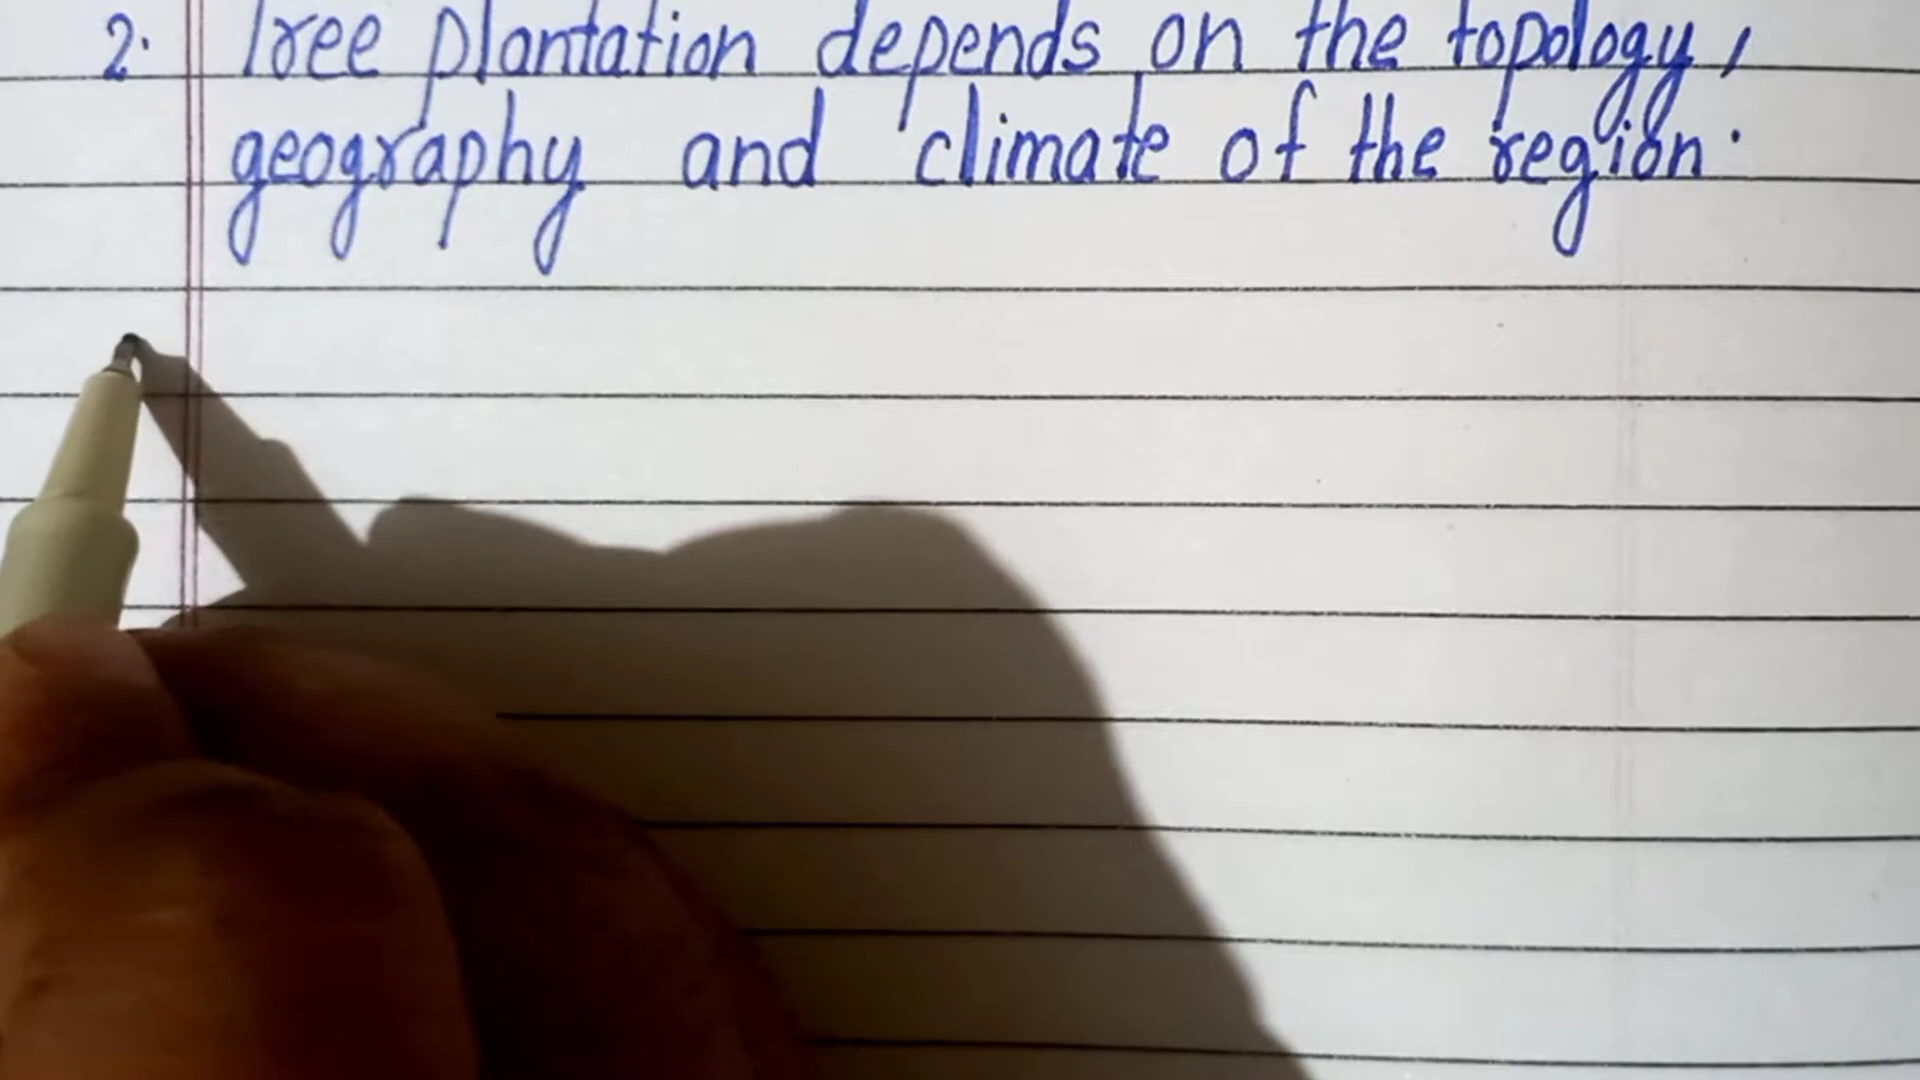 2. Tree plantation depends on the topology,
geography and climate of the region.